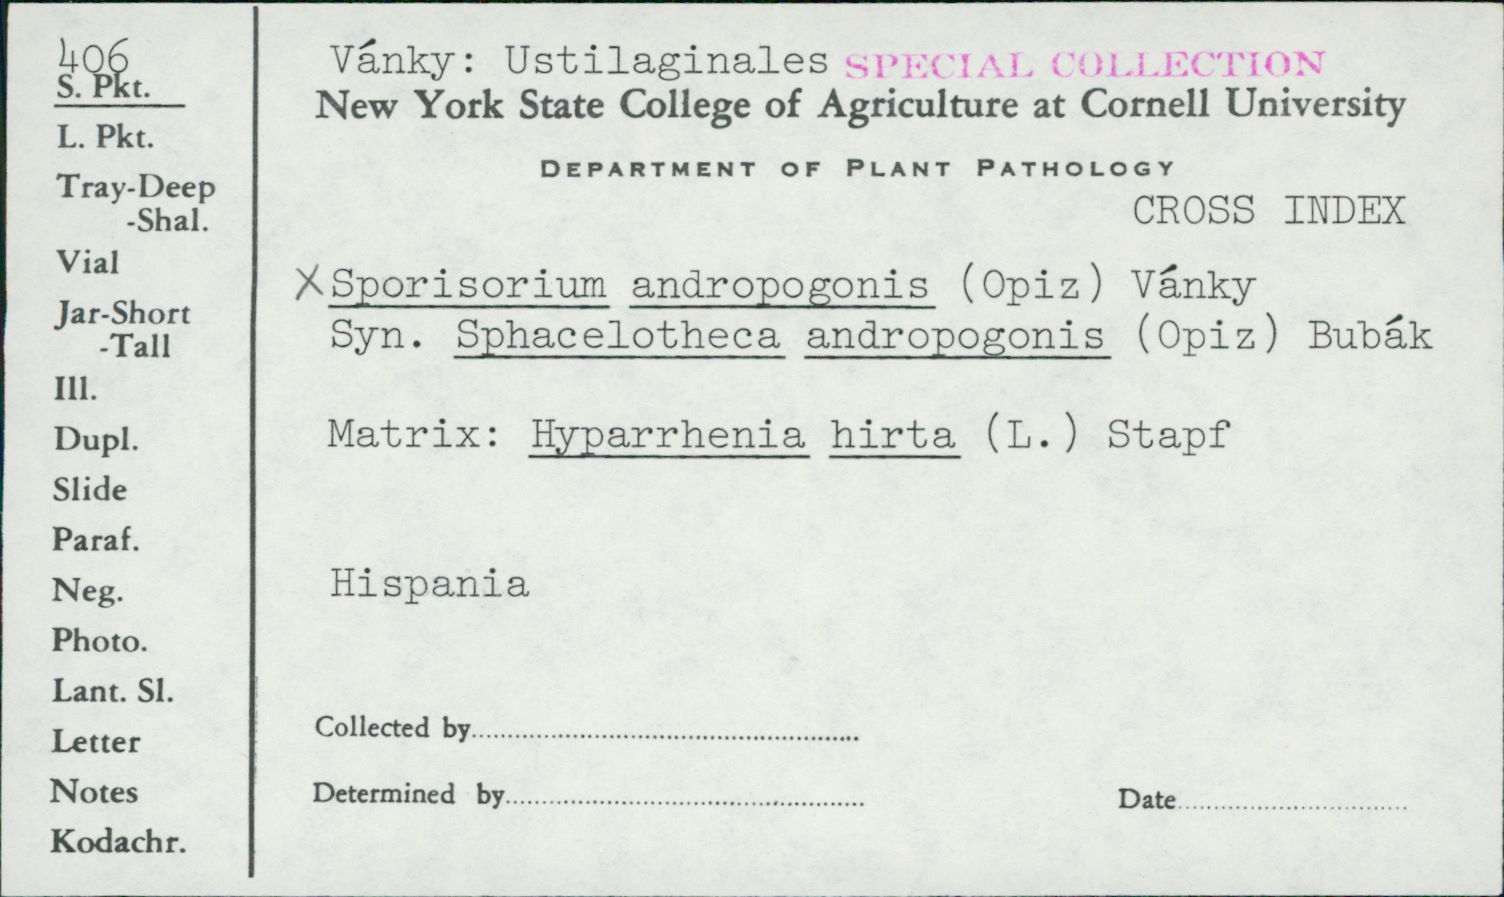 406
S. Pkt.
L. Pkt.
Tray-Deep
-Shal.
Vial
Jar-Short
-Tall
Ill.
Dupl.
Slide
Paraf.
Neg.
Photo.
Lant. Sl.
Letter
Notes
Kodachr.
Vánky: Ustilaginales SPECIAL COLLECTION
New York State College of Agriculture at Cornell University
DEPARTMENT OF PLANT PATHOLOGY
CROSS INDEX
X Sporisorium andropogonis (Opiz) Vánky
Syn. Sphacelotheca andropogonis (Opiz) Bubák
Matrix: Hyparrhenia hirta (L.) Stapf
Hispania
Collected by
Determined by Date